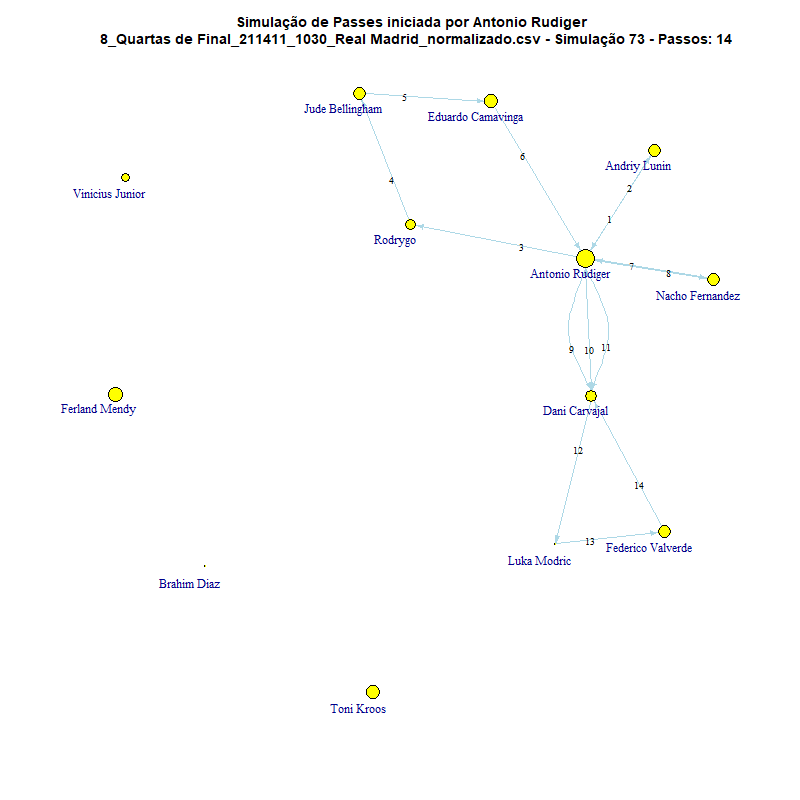 Simulação de Passes iniciada por Antonio Rudiger
8_Quartas de Final_211411_1030_Real Madrid_normalizado.csv - Simulação 73 - Passos: 14
5
Jude Bellingham
Eduardo Camavinga
6
Andriy Lunin
4
2
Vinicius Junior
1
Rodrygo
3
7
8
Antonio Rudiger
Nacho Fernandez
9
10
11
Ferland Mendy
Dani Carvajal
12
14
13
Federico Valverde
Luka Modric
Brahim Diaz
Toni Kroos